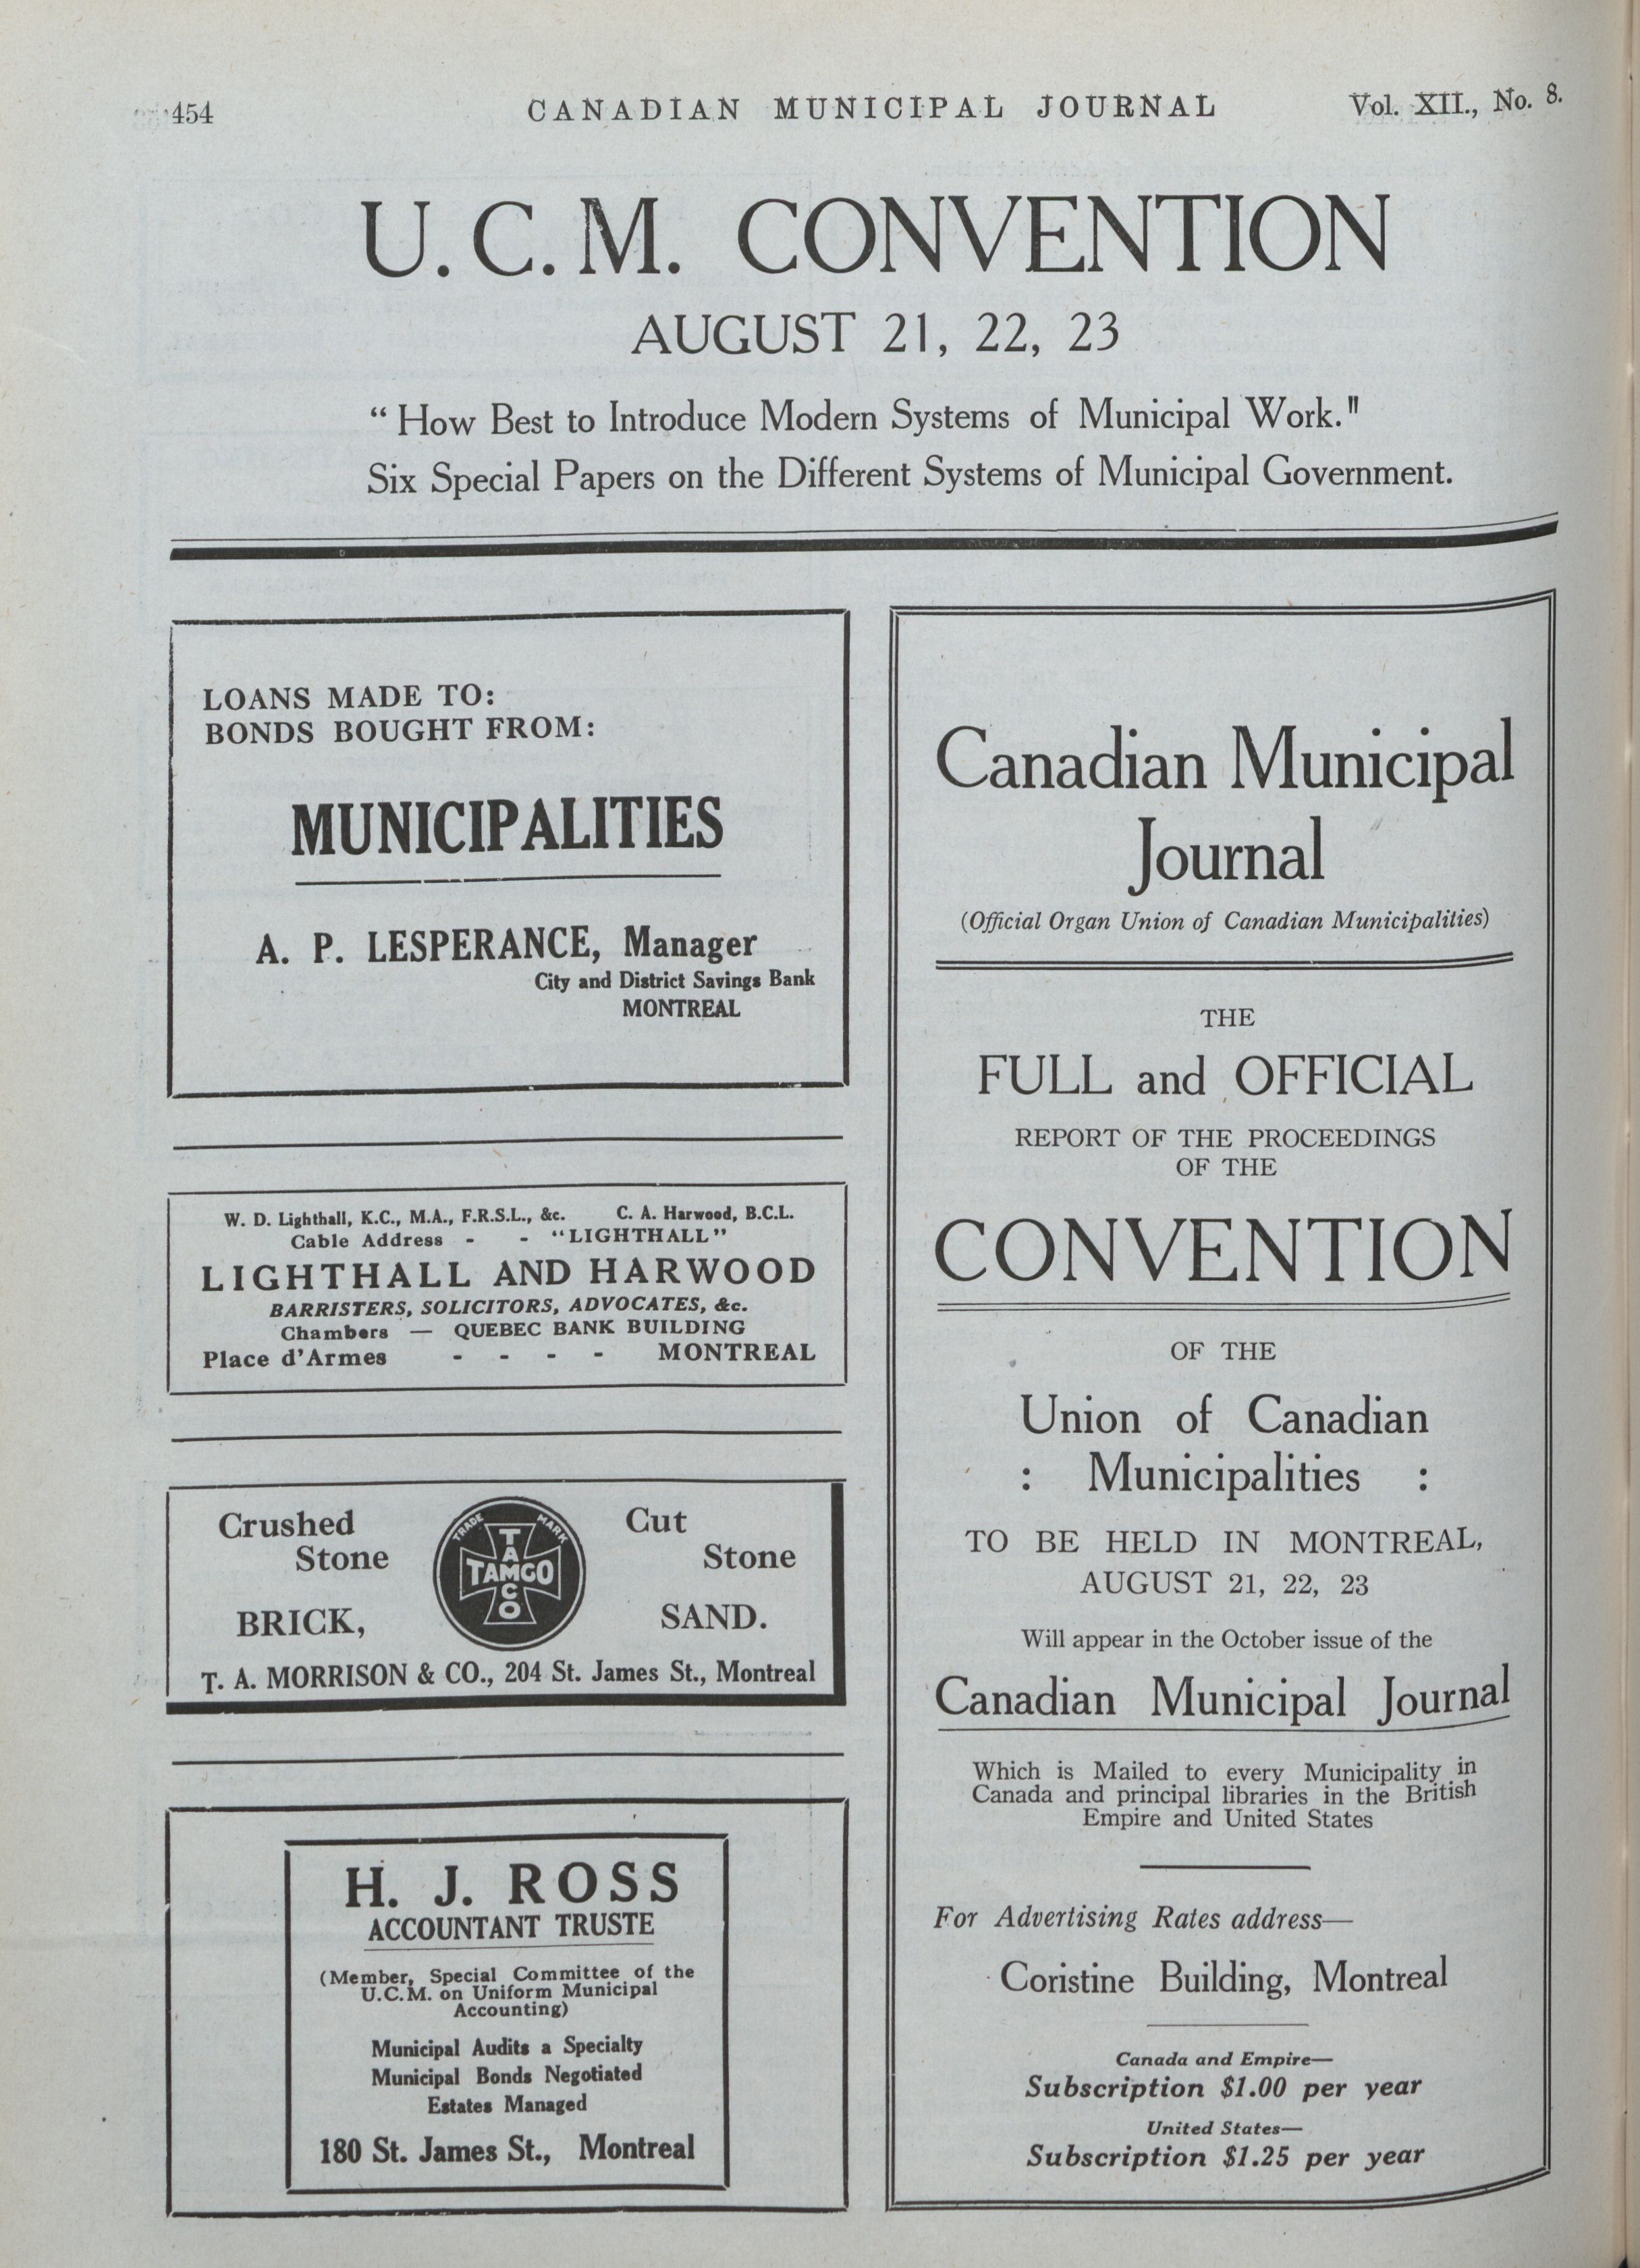 454 CANADIAN MUNICIPAL JOURNAL Vol. XII., No. 8.
U. C. M. CONVENTION
AUGUST 21, 22, 23
“ How Best to Introduce Modern Systems of Municipal Work."
Six Special Papers on the Different Systems of Municipal Government.
LOANS MADE TO:
BONDS BOUGHT FROM:
MUNICIPALITIES
A. P. LESPERANCE, Manager
City and District Savings Bank
MONTREAL
W. D. Lighthall, K.C., M.A., F.R.S.L., &c. C. A. Harwood, B.C.L.
Cable Address - - “LIGHTHALL”
LIGHTHALL AND HARWOOD
BARRISTERS, SOLICITORS, ADVOCATES, &c.
Chambers — QUEBEC BANK BUILDING
Place d'Armes - - - - MONTREAL
Crushed Stone
Cut Stone
TRADE MARK
TAMCO
TAMCO
BRICK, SAND.
T. A. MORRISON & CO., 204 St. James St., Montreal
H. J. ROSS
ACCOUNTANT TRUSTE
(Member, Special Committee of the
U.C.M. on Uniform Municipal
Accounting)
Municipal Audits a Specialty
Municipal Bonds Negotiated
Estates Managed
180 St. James St., Montreal
Canadian Municipal
Journal
(Official Organ Union of Canadian Municipalities)
THE
FULL and OFFICIAL
REPORT OF THE PROCEEDINGS
OF THE
CONVENTION
OF THE
Union of Canadian
: Municipalities :
TO BE HELD IN MONTREAL,
AUGUST 21, 22, 23
Will appear in the October issue of the
Canadian Municipal Journal
Which is Mailed to every Municipality in
Canada and principal libraries in the British
Empire and United States
For Advertising Rates address—
Coristine Building, Montreal
Canada and Empire—
Subscription $1.00 per year
United States—
Subscription $1.25 per year